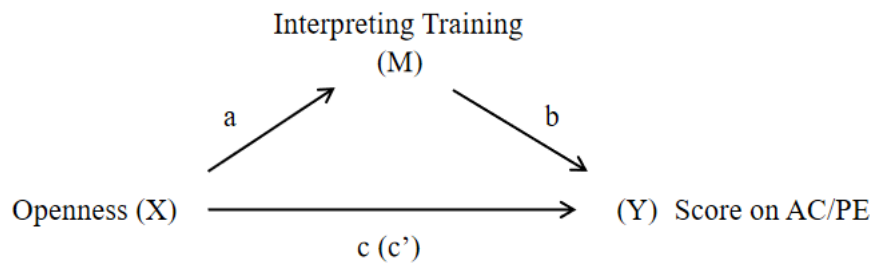 Interpreting Training
(M)
a
b
Openness (X)
(Y) Score on AC/PE
c (c’)